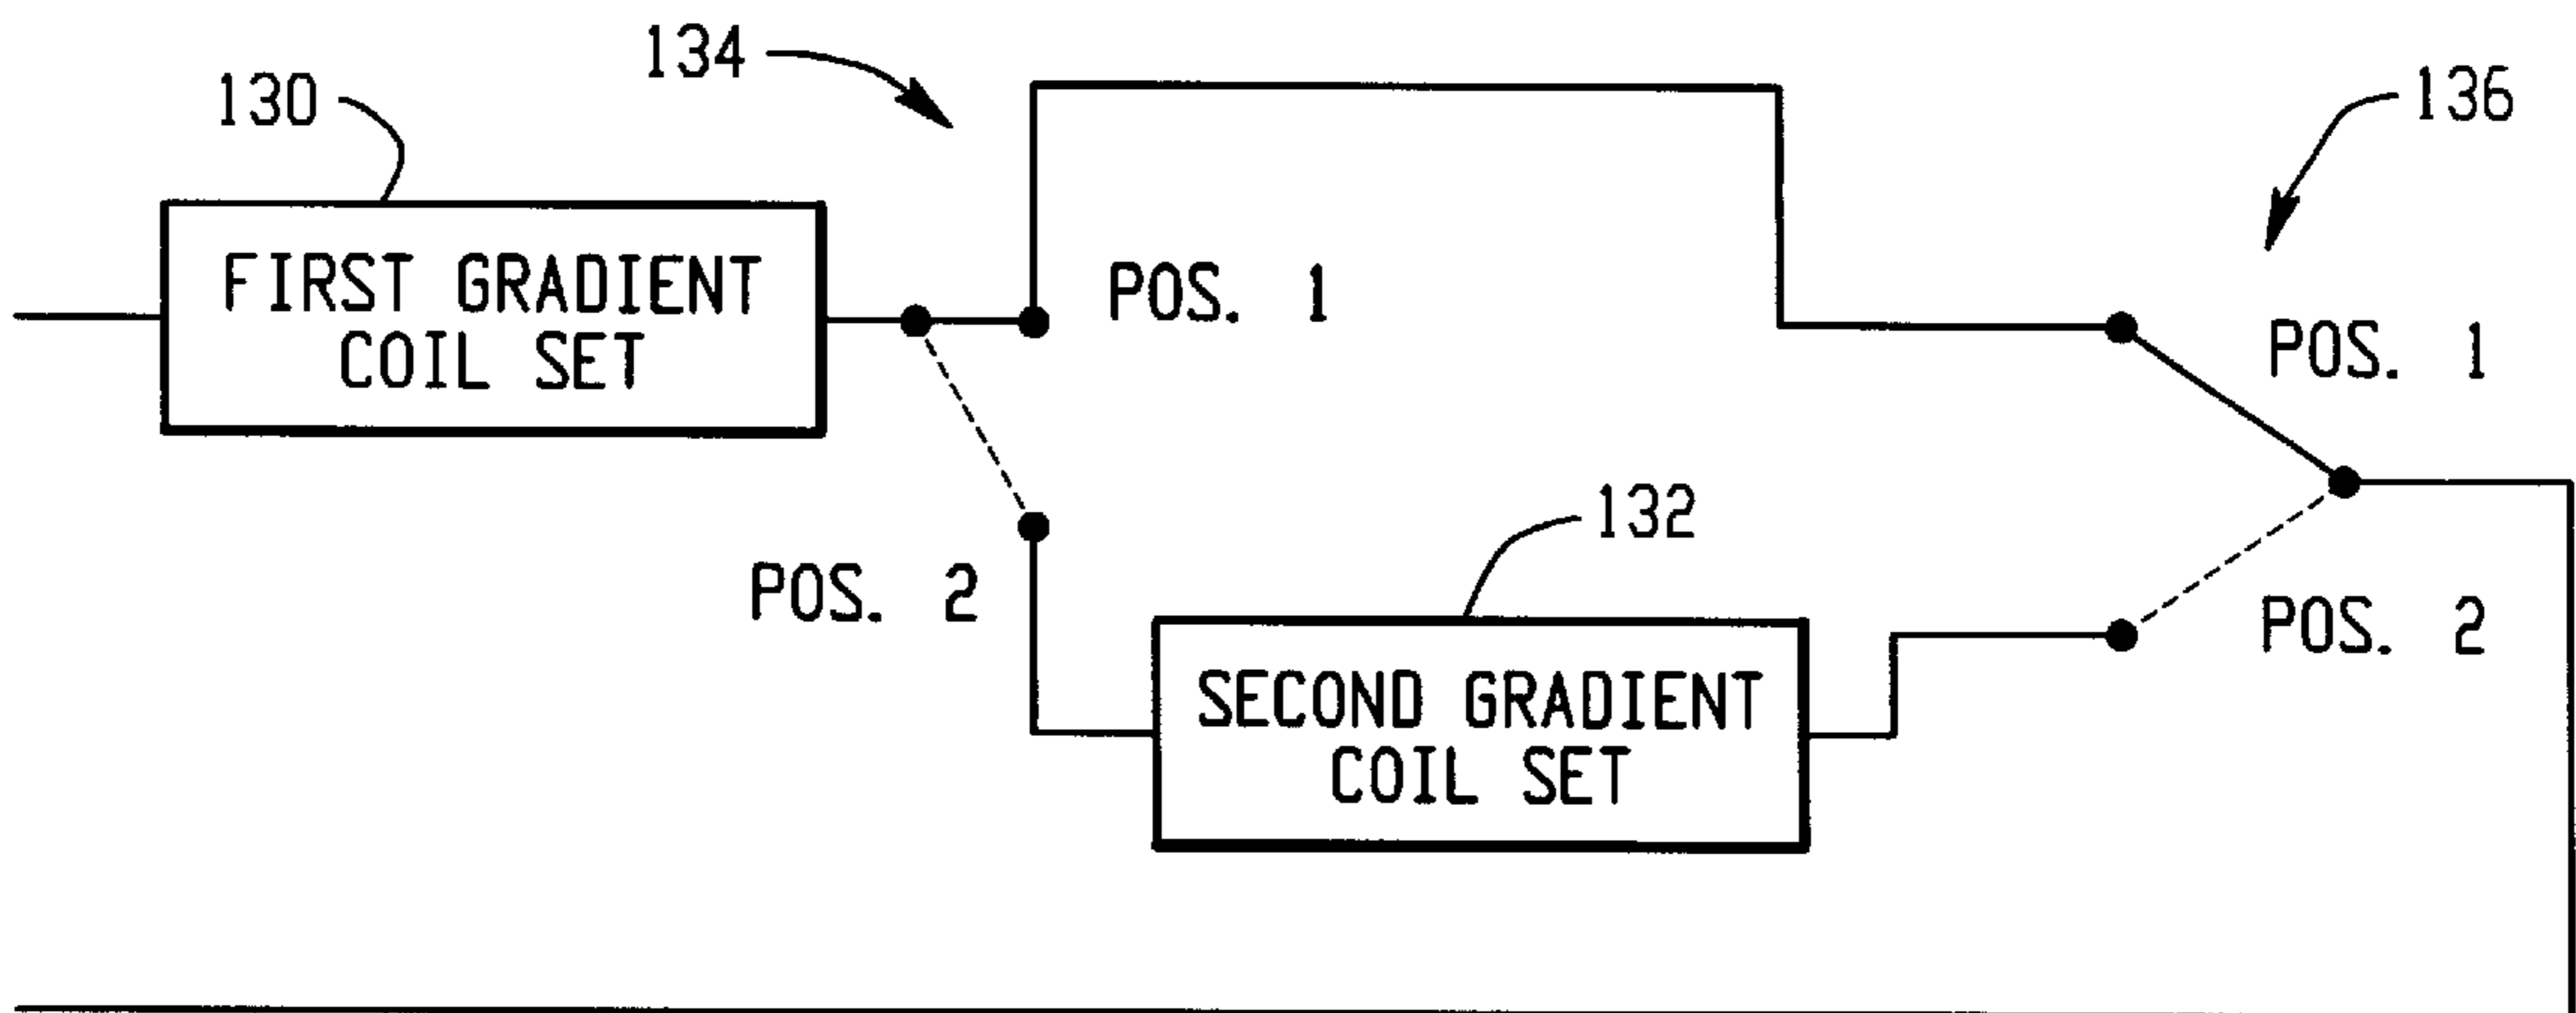 134
130
136
FIRST GRADIENT
COIL SET
POS. 1
POS. 1
132
POS. 2
POS. 2
SECOND GRADIENT
COIL SET